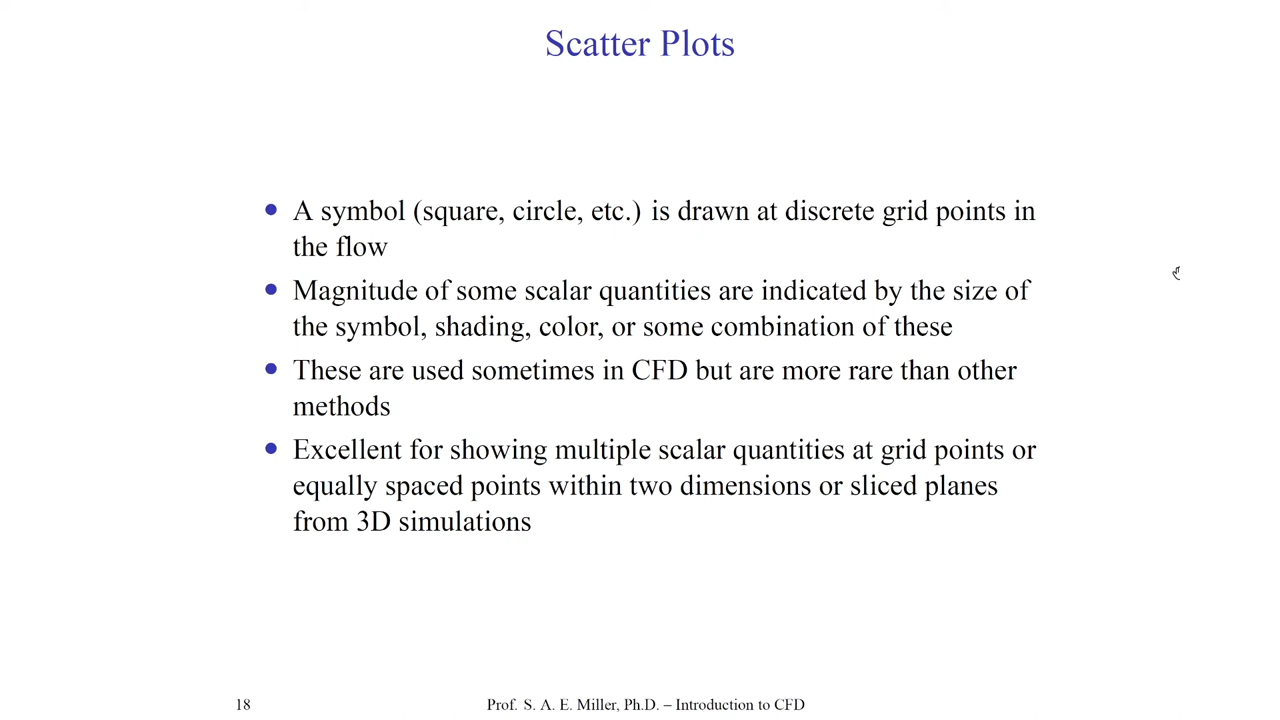 Scatter Plots
• A symbol (square, circle, etc.) is drawn at discrete grid points in
the flow
• Magnitude of some scalar quantities are indicated by the size of
the symbol, shading, color, or some combination of these
• These are used sometimes in CFD but are more rare than other
methods
• Excellent for showing multiple scalar quantities at grid points or
equally spaced points within two dimensions or sliced planes
from 3D simulations
18 Prof. S. A. E. Miller, Ph.D. – Introduction to CFD